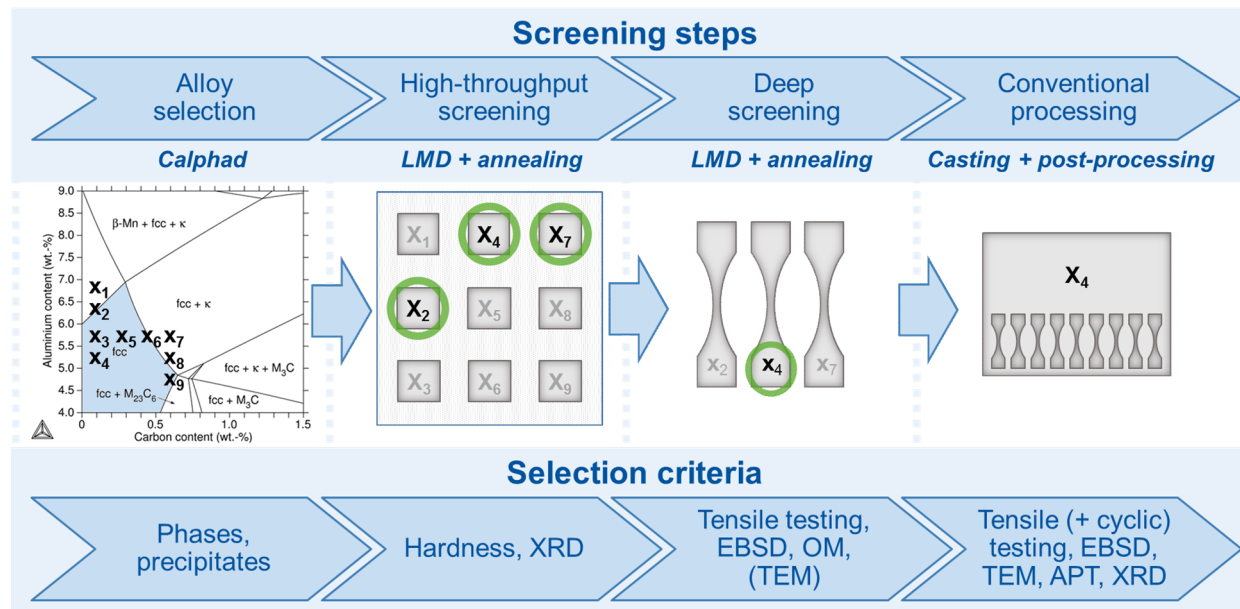 Screening steps
Alloy
selection
High-throughput
screening
Deep
screening
Conventional
processing
Calphad
LMD + annealing
LMD + annealing
Casting + post-processing
Aluminium content (wt.-%)
9.0
8.5
8.0
7.5
7.0
6.5
6.0
5.5
5.0
4.5
4.0
β-Mn + fcc + κ
fcc + κ
fcc
fcc + κ + M3C
fcc + M3C
fcc + M23C6
X1
X2
X3 X5 X6 X7
X4 X8
X9
0 0.3 0.6 0.9 1.2 1.5
Carbon content (wt.-%)
X1 X4 X7
X2 X5 X8
X3 X6 X9
X2 X4 X7
X4
Selection criteria
Phases,
precipitates
Hardness, XRD
Tensile testing,
EBSD, OM,
(TEM)
Tensile (+ cyclic)
testing, EBSD,
TEM, APT, XRD